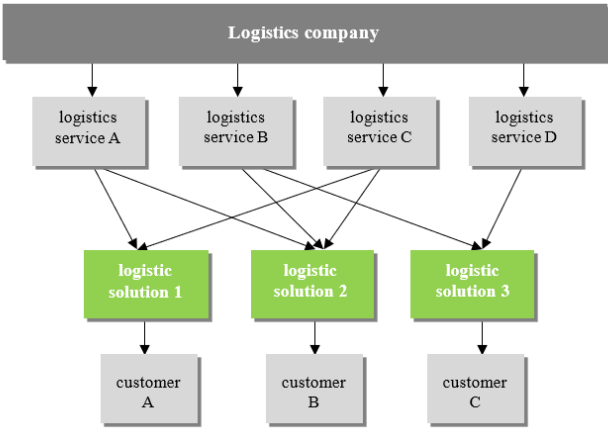 Logistics company
logistics
service A
logistics
service B
logistics
service C
logistics
service D
logistic
solution 1
logistic
solution 2
logistic
solution 3
customer
A
customer
B
customer
C